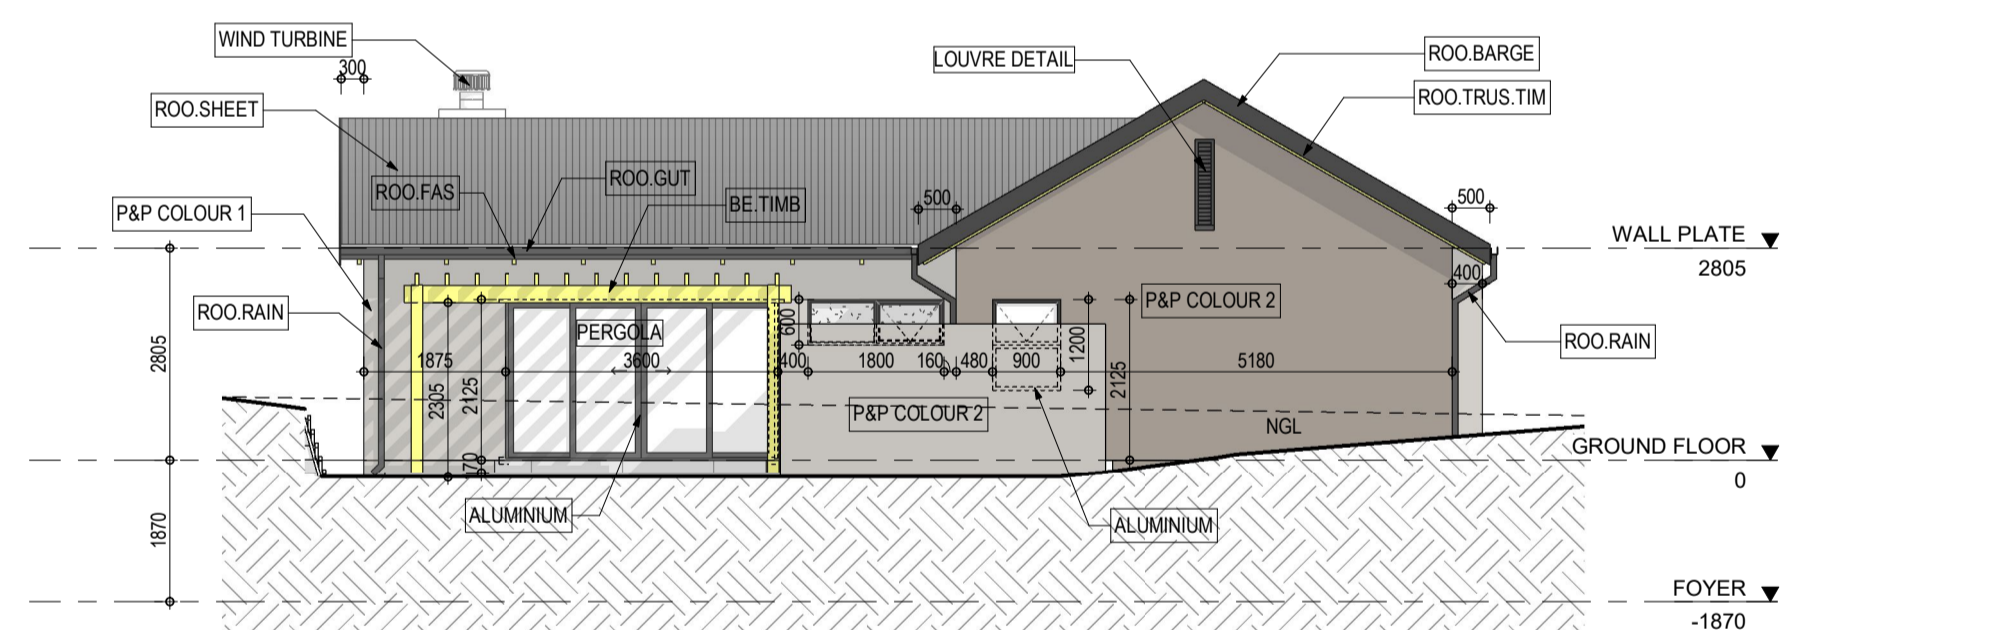 WIND TURBINE
300
LOUVRE DETAIL
ROO.BARGE
ROO.SHEET
ROO.TRUS.TIM
ROO.FAS
ROO.GUT
BE.TIMB
500
500
P&P COLOUR 1
WALL PLATE
2805
400
P&P COLOUR 2
ROO.RAIN
PERGOLA
600
1200
ROO.RAIN
2805
1875
3600
400
1800
160
480
900
5180
2305
2125
2125
P&P COLOUR 2
NGL
GROUND FLOOR
0
170
ALUMINIUM
ALUMINIUM
1870
FOYER
-1870